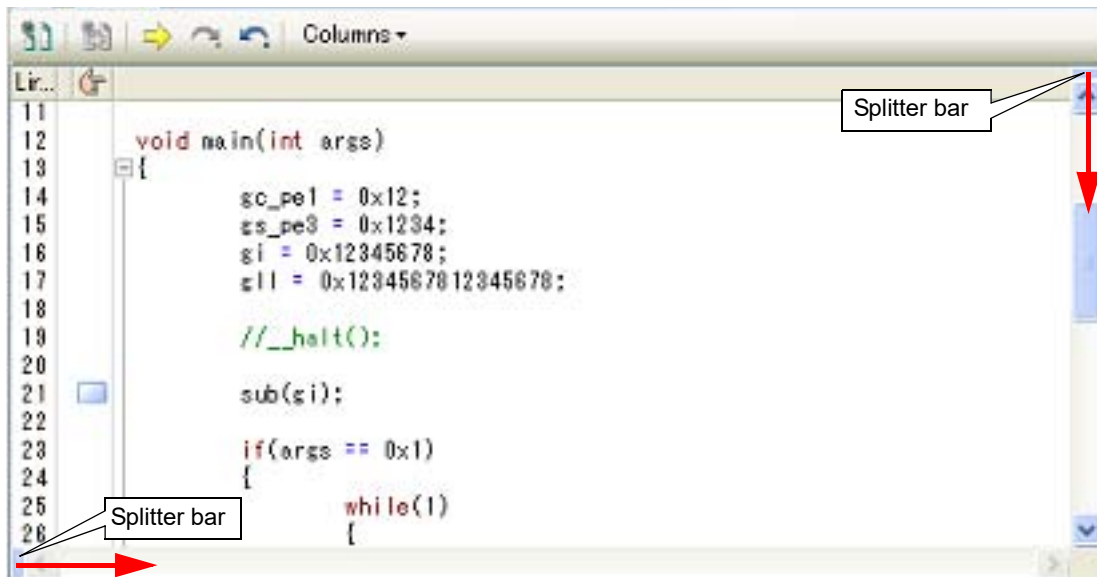 Columns
Lir...
Splitter bar
11
12 void main(int args)
13 {
14 gc_pe1 = 0x12;
15 gs_pe3 = 0x1234;
16 gi = 0x12345678;
17 gll = 0x1234567812345678;
18
19 //__halt();
20
21 sub(gi);
22
23 if(args == 0x1)
24 {
25 while(1)
Splitter bar
26 {